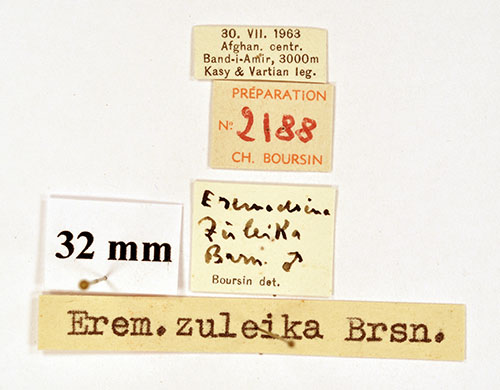 30. VII. 1963
Afghan. centr.
Band-i-Amir, 3000m
Kasy & Vartian leg.
PRÉPARATION
No: 2188
CH. BOURSIN
Eremodrina
Zuleika
Brsn. ♂
Boursin det.
32 mm
Erem. zuleika Brsn.